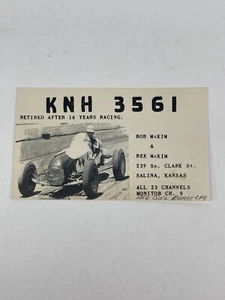 KNH 3561
RETIRED AFTER 18 YEARS RACING.
BOB McKIM
&
BEE McKIM
239 So. CLARK St.
SALINA, KANSAS
ALL 23 CHANNELS
MONITOR CH. 9